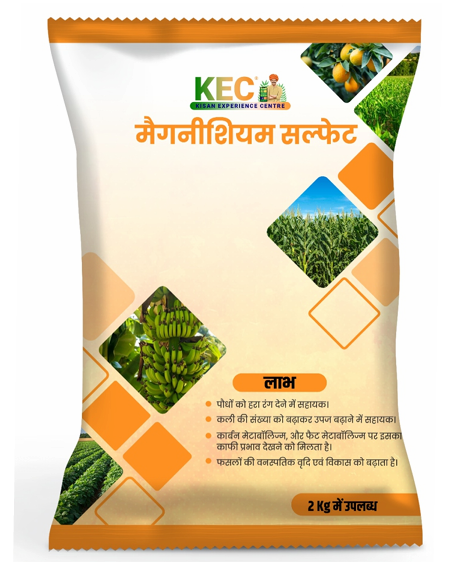 KEC
KISAN EXPERIENCE CENTRE
मैगनीशियम सल्फेट
लाभ
पौधों को हरा रंग देने में सहायक।
कली की संख्या को बढ़ाकर उपज बढ़ाने में सहायक।
कार्बन मेटाबॉलिज्म, और फैट मेटाबॉलिज्म पर इसका
काफी प्रभाव देखने को मिलता है।
फसलों की वनस्पतिक वृदि एवं विकास को बढ़ाता है।
2 Kg में उपलब्ध